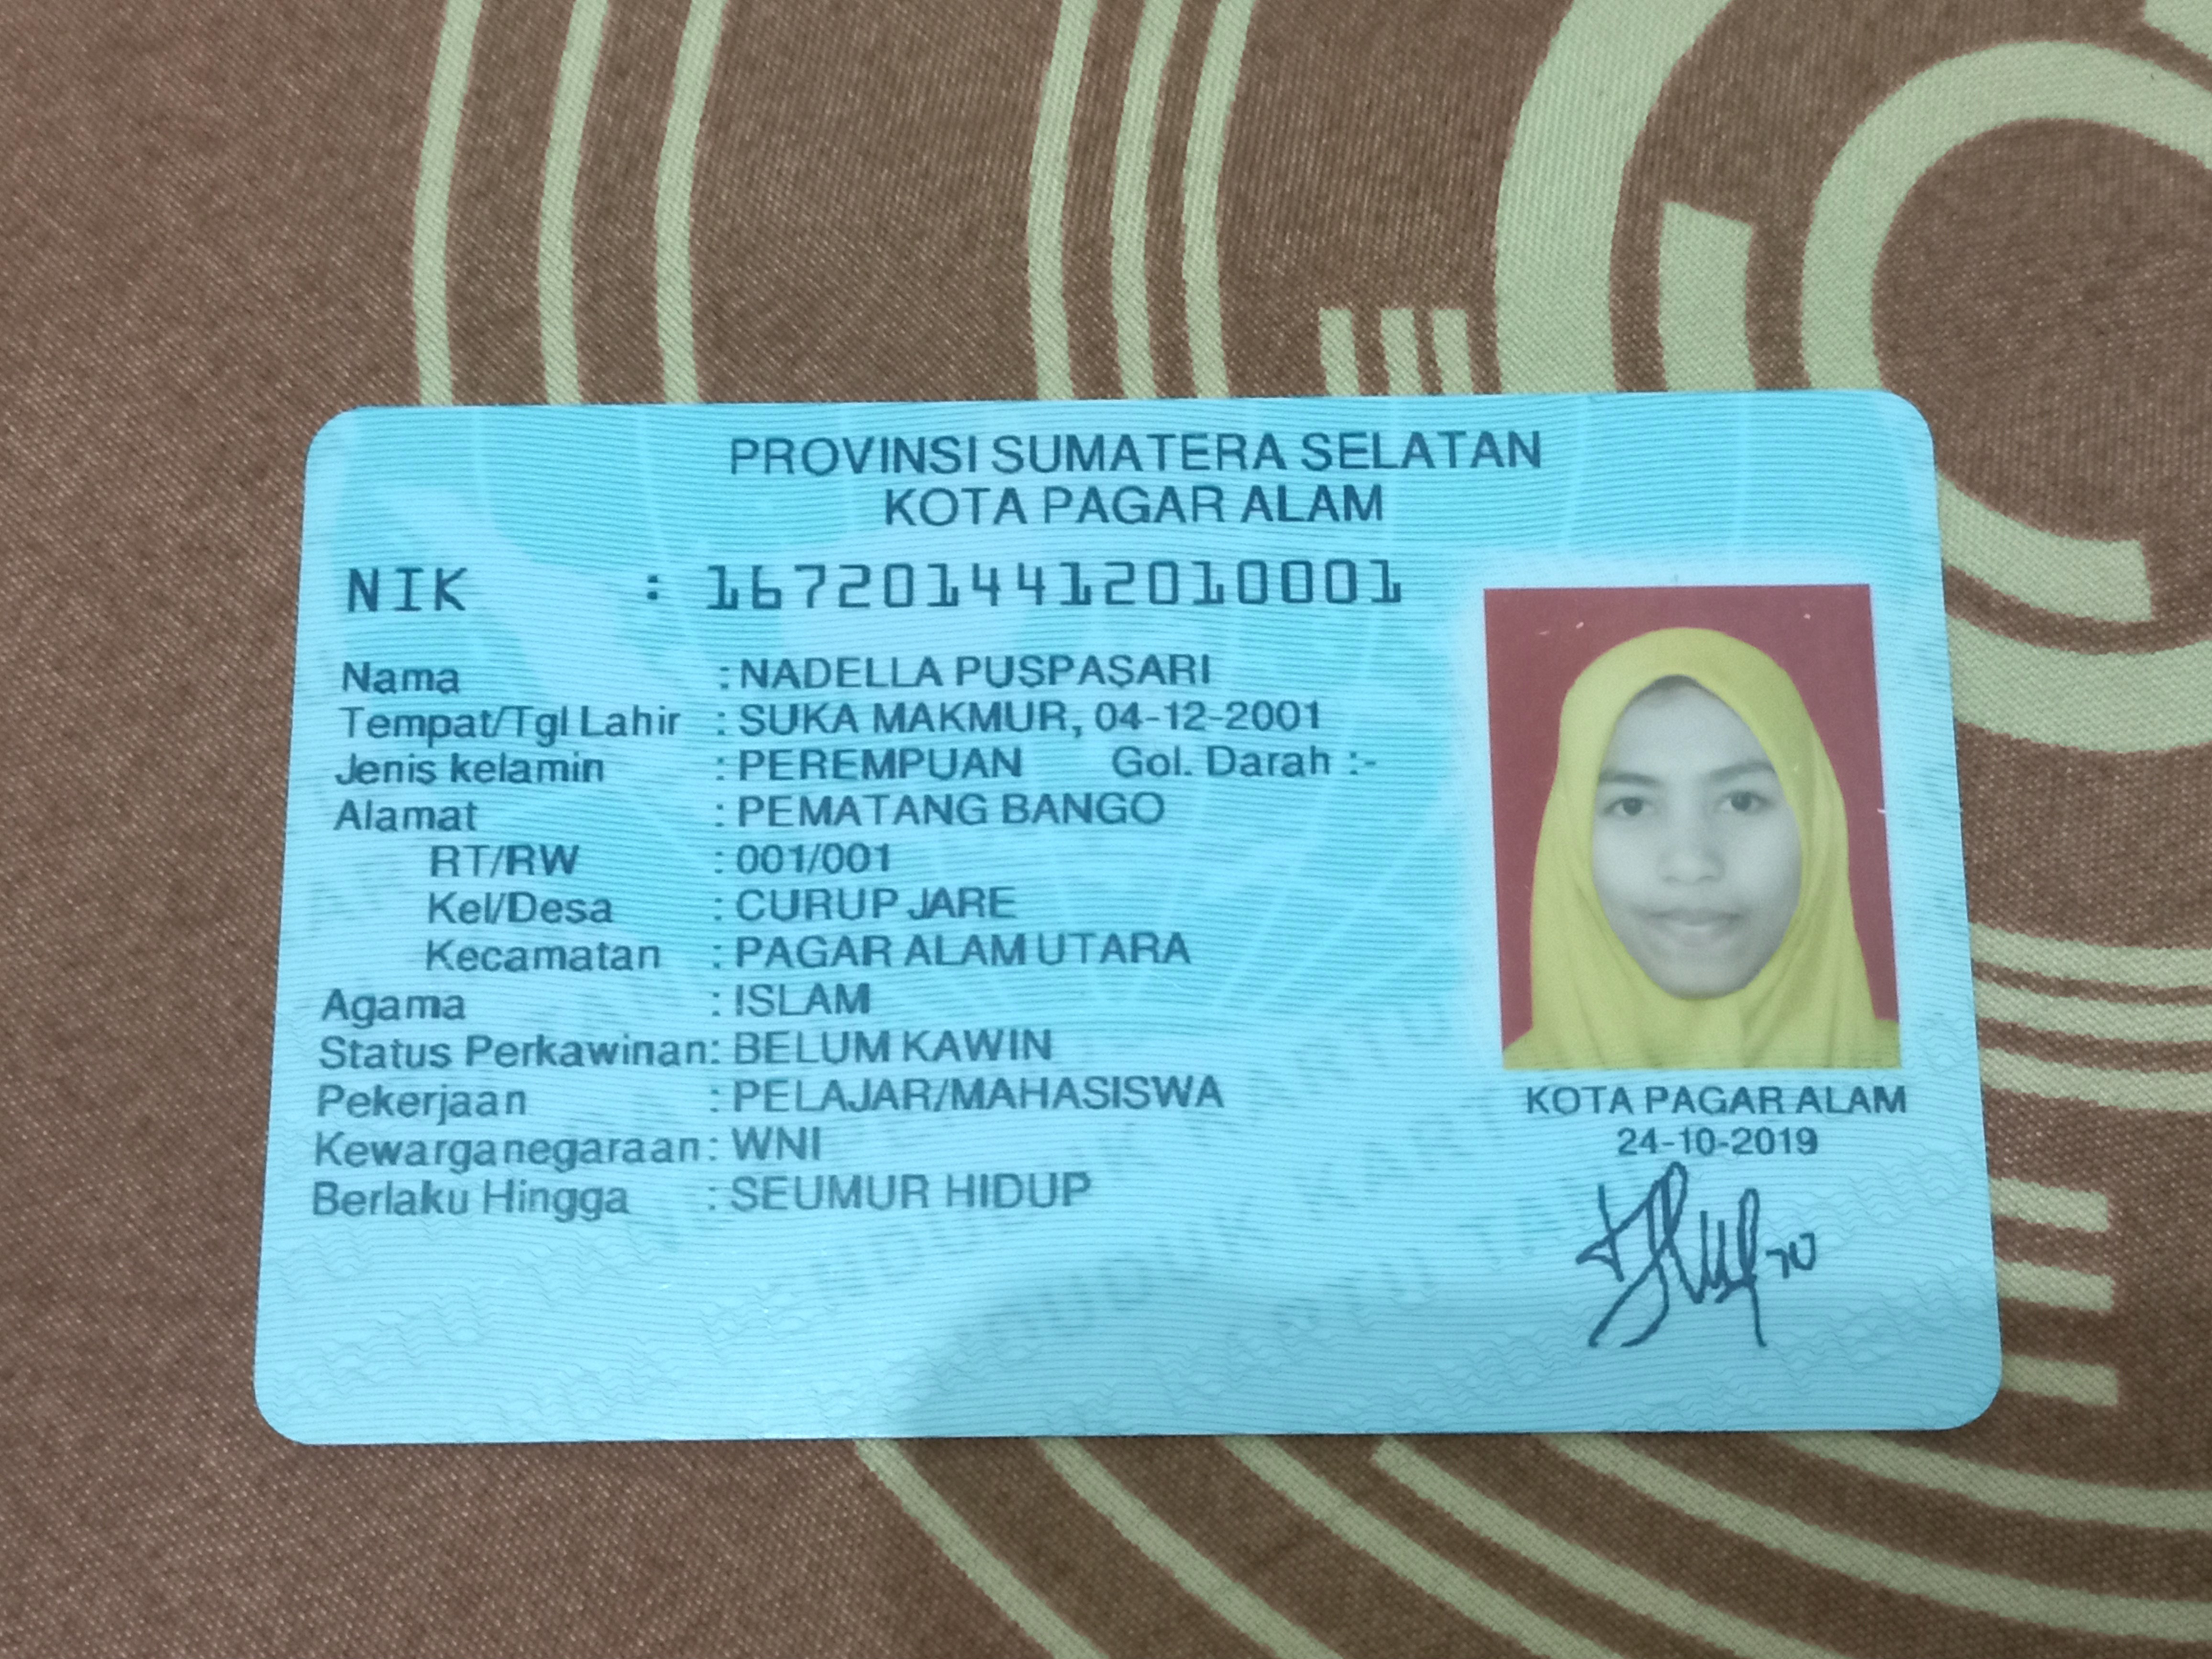 PROVINSI SUMATERA SELATAN
KOTA PAGAR ALAM
NIK : 1672014412010001
Nama : NADELLA PUSPASARI
Tempat/Tgl Lahir : SUKA MAKMUR, 04-12-2001
Jenis kelamin : PEREMPUAN Gol. Darah :-
Alamat : PEMATANG BANGO
RT/RW : 001/001
Kel/Desa : CURUP JARE
Kecamatan : PAGAR ALAM UTARA
Agama : ISLAM
Status Perkawinan: BELUM KAWIN
Pekerjaan : PELAJAR/MAHASISWA
Kewarganegaraan: WNI
Berlaku Hingga : SEUMUR HIDUP
KOTA PAGAR ALAM
24-10-2019